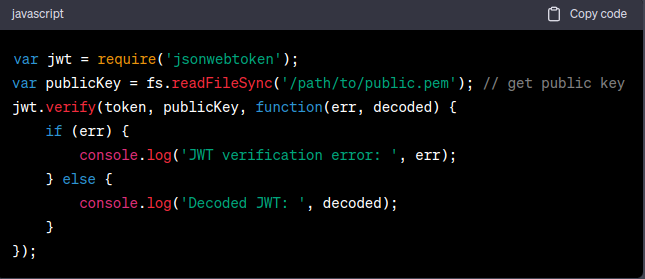 javascript Copy code
var jwt = require('jsonwebtoken');
var publicKey = fs.readFileSync('/path/to/public.pem'); // get public key
jwt.verify(token, publicKey, function(err, decoded) {
    if (err) {
        console.log('JWT verification error: ', err);
    } else {
        console.log('Decoded JWT: ', decoded);
    }
});